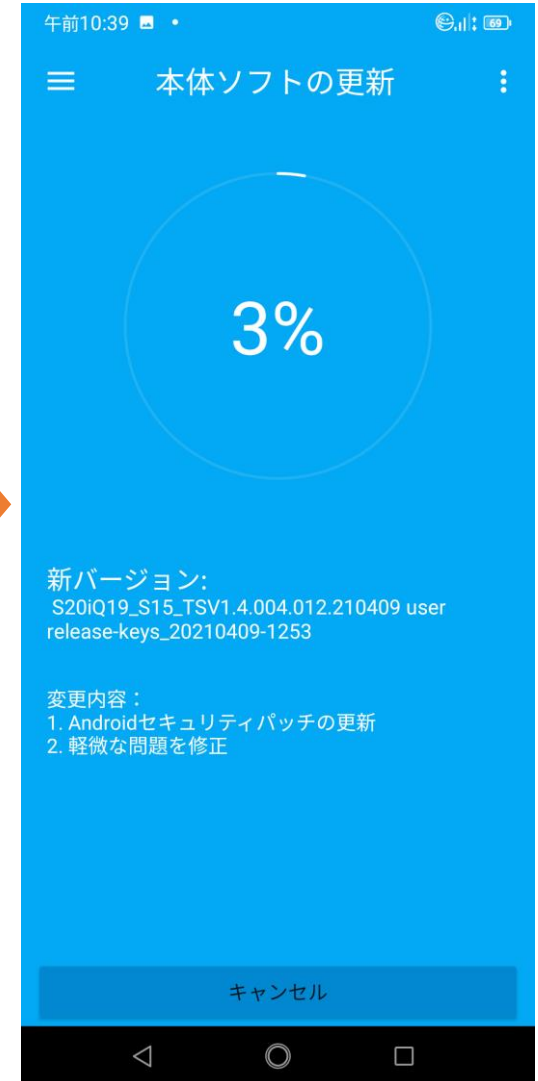 午前10:39
69
本体ソフトの更新
3%
新バージョン:
S20iQ19_S15_TSV1.4.004.012.210409 user
release-keys_20210409-1253
変更内容：
1. Androidセキュリティパッチの更新
2. 軽微な問題を修正
キャンセル